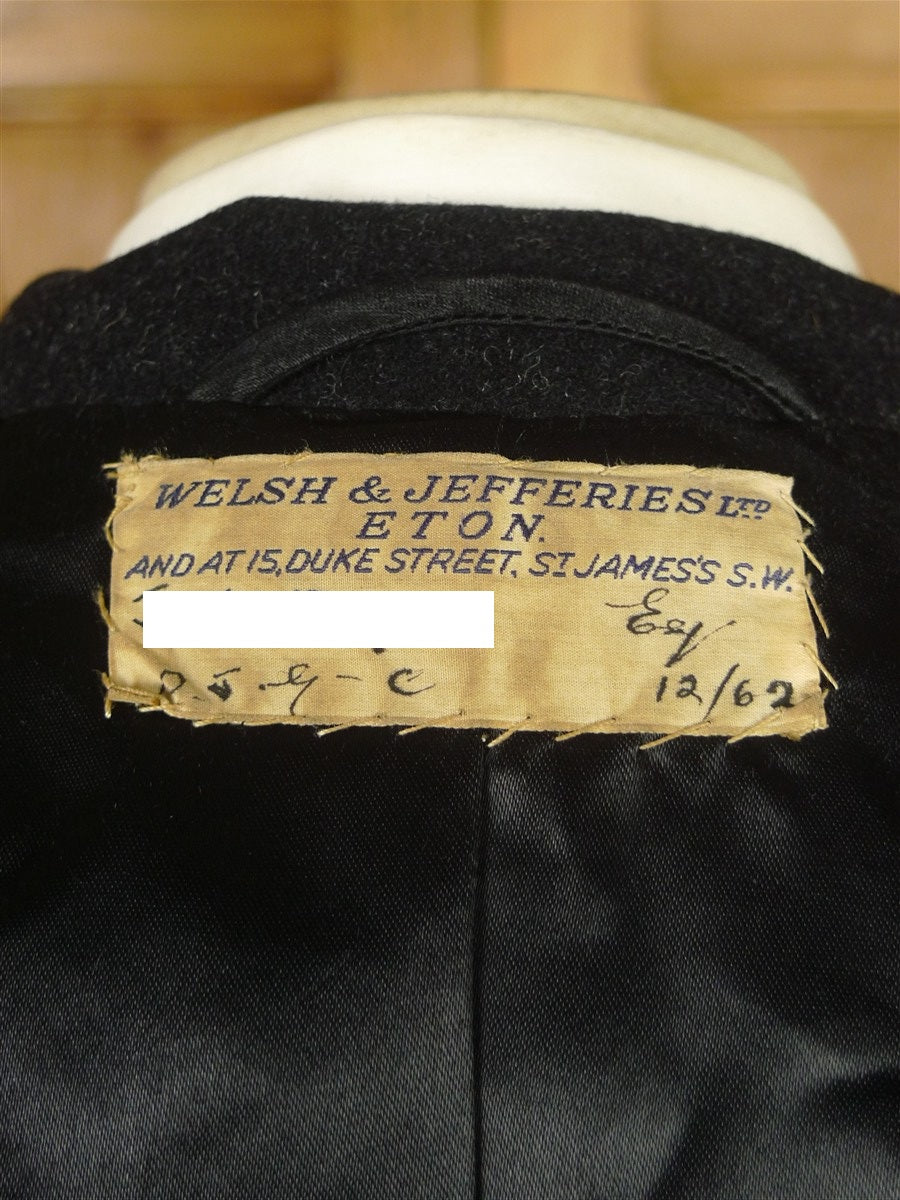 WELSH & JEFFERIES LTD
ETON.
AND AT 15, DUKE STREET, ST JAMES'S S.W.
Esq
12/62